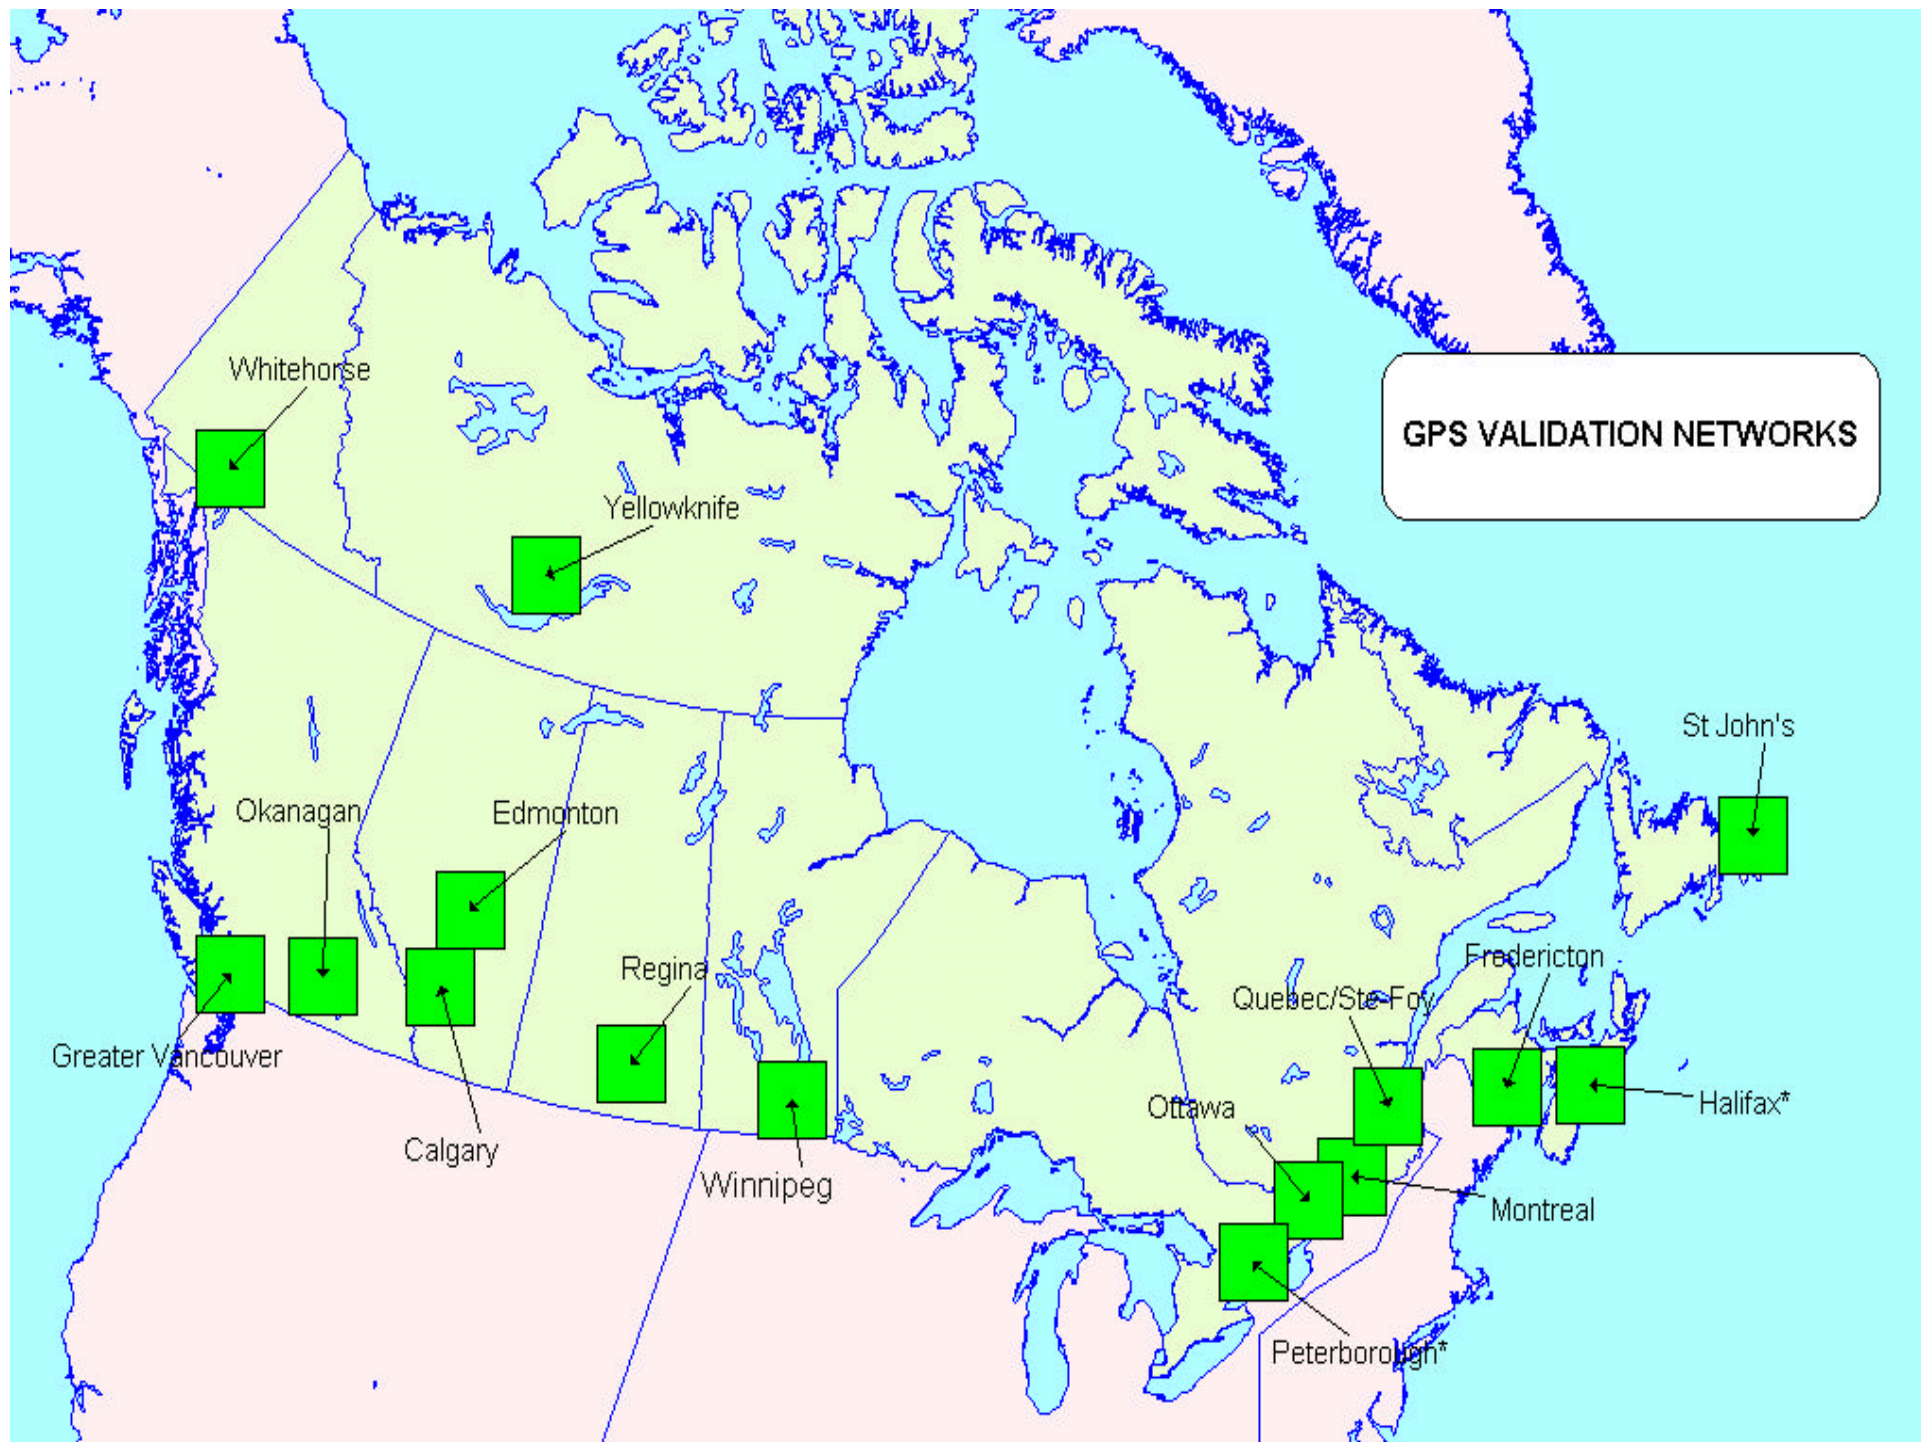 Whitehorse
GPS VALIDATION NETWORKS
Yellowknife
St John's
Okanagan
Edmonton
Fredericton
Regina
Quebec/Ste-Foy
Greater Vancouver
Halifax*
Ottawa
Calgary
Winnipeg
Montreal
Peterborough*